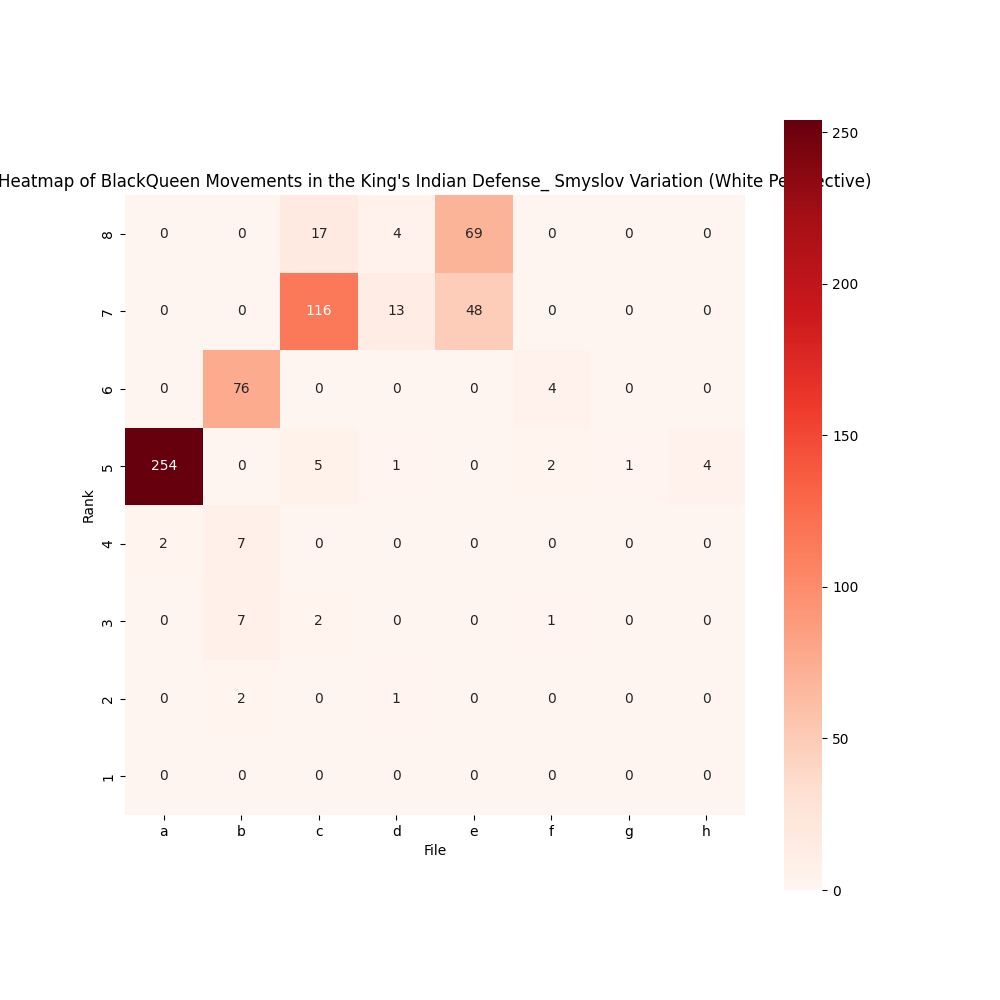 Heatmap of BlackQueen Movements in the King's Indian Defense_ Smyslov Variation (White Perspective)
8 0 0 17 4 69 0 0 0
7 0 0 116 13 48 0 0 0
6 0 76 0 0 0 4 0 0
5 254 0 5 1 0 2 1 4
4 2 7 0 0 0 0 0 0
3 0 7 2 0 0 1 0 0
2 0 2 0 1 0 0 0 0
1 0 0 0 0 0 0 0 0
a b c d e f g h
File
Rank
250
200
150
100
50
0